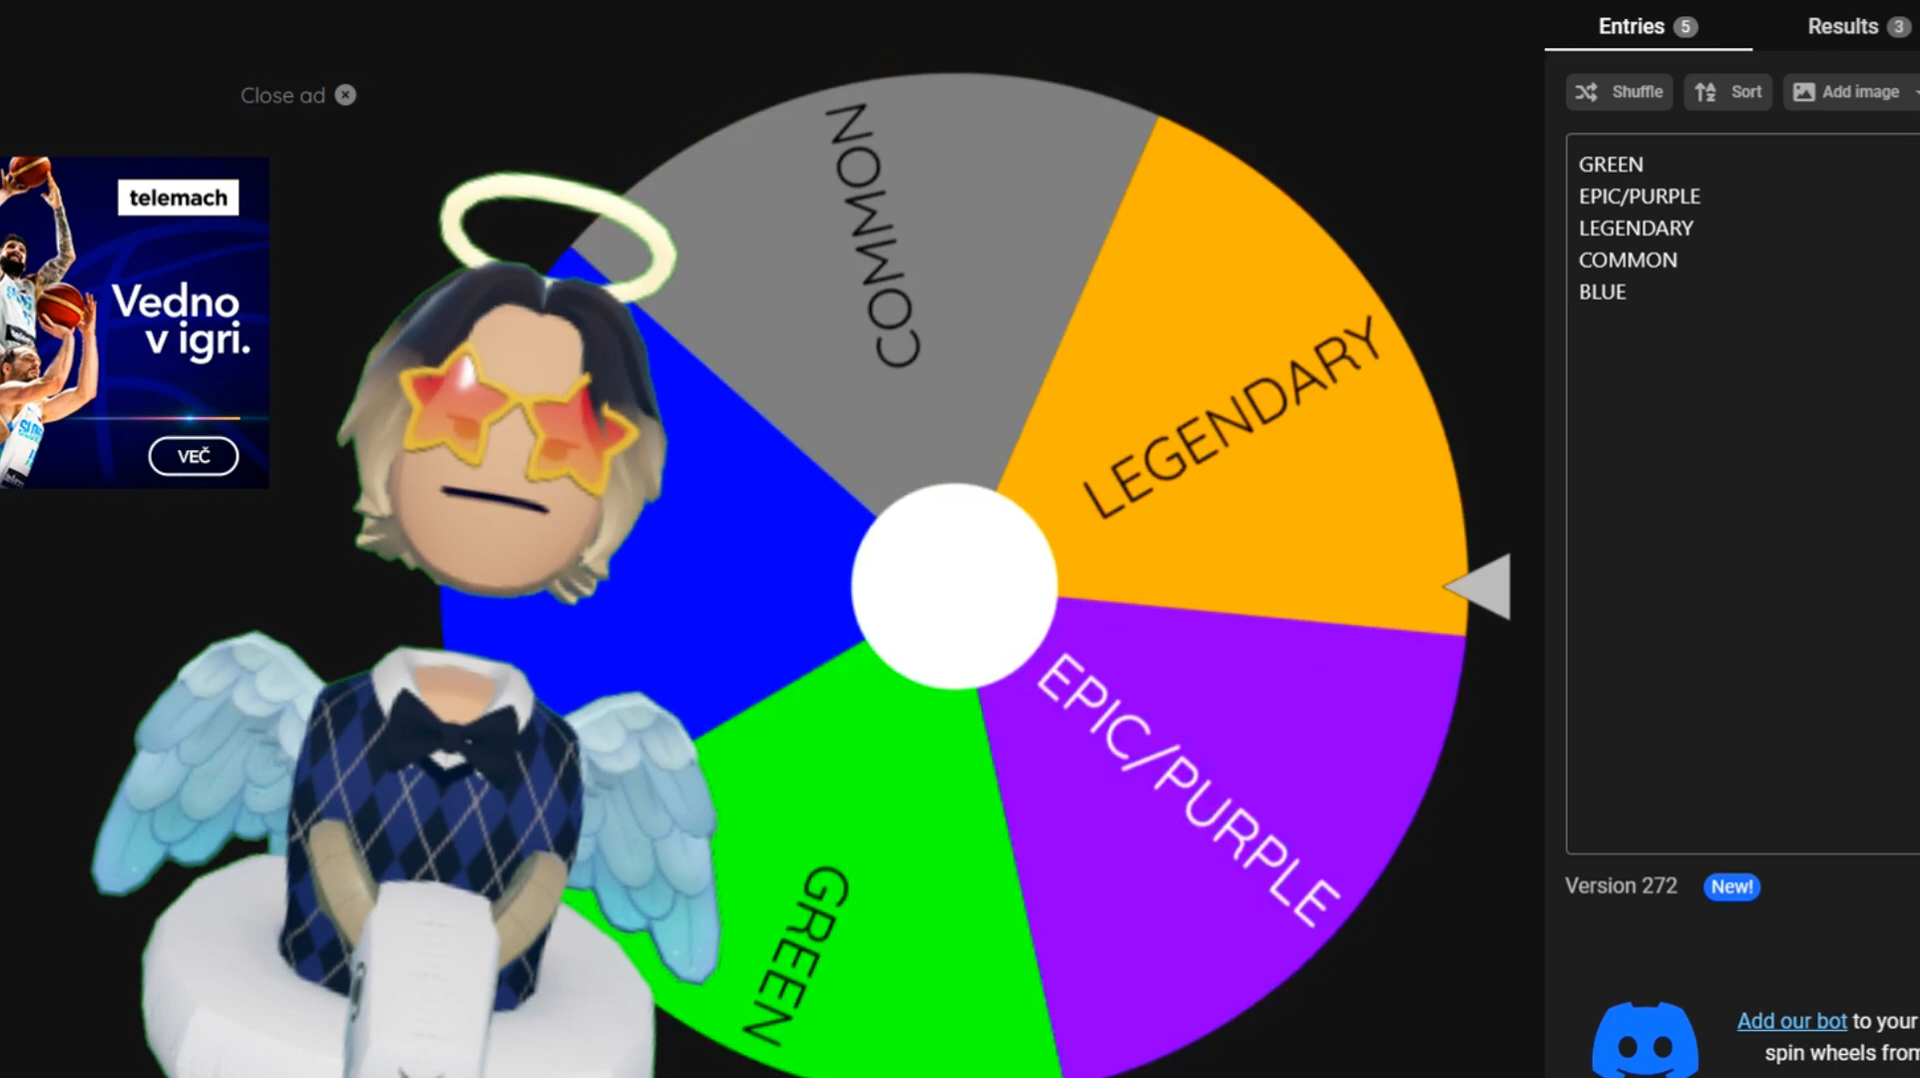 Entries 5
Results 3
Close ad
Shuffle
Sort
Add image
telemach
Vedno
v igri.
VEČ
COMMON
LEGENDARY
EPIC/PURPLE
GREEN
GREEN
EPIC/PURPLE
LEGENDARY
COMMON
BLUE
Version 272
New!
Add our bot to your
spin wheels from